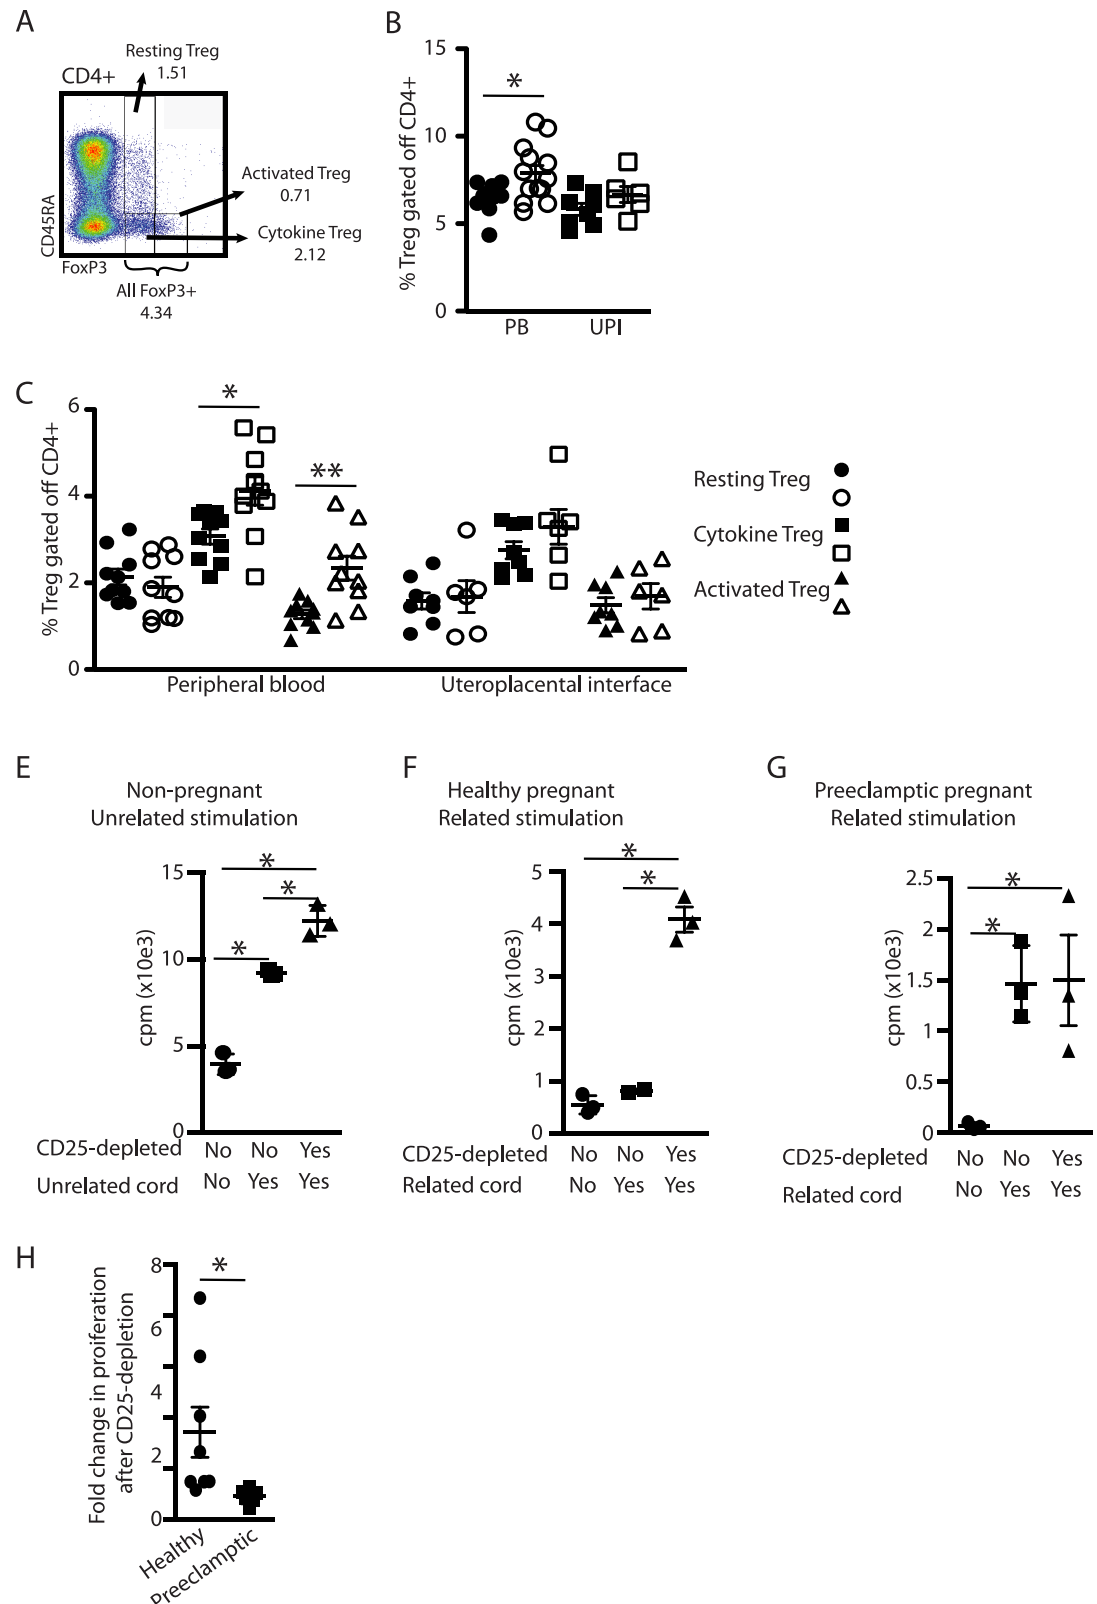 A
Resting Treg
1.51
CD4+
Activated Treg
0.71
Cytokine Treg
2.12
CD45RA
FoxP3
All FoxP3+
4.34
B
% Treg gated off CD4+
15
10
5
0
*
PB
UPI
C
% Treg gated off CD4+
6
4
2
0
*
**
Peripheral blood
Uteroplacental interface
Resting Treg
Cytokine Treg
Activated Treg
E
Non-pregnant
Unrelated stimulation
cpm (x10e3)
15
10
5
0
*
*
*
CD25-depleted No No Yes
Unrelated cord No Yes Yes
F
Healthy pregnant
Related stimulation
cpm (x10e3)
5
4
3
2
1
0
*
*
CD25-depleted No No Yes
Related cord No Yes Yes
G
Preeclamptic pregnant
Related stimulation
cpm (x10e3)
2.5
2
1.5
1
0.5
0
*
*
CD25-depleted No No Yes
Related cord No Yes Yes
H
Fold change in proiferation
after CD25-depletion
8
6
4
2
0
*
Healthy
Preeclamptic